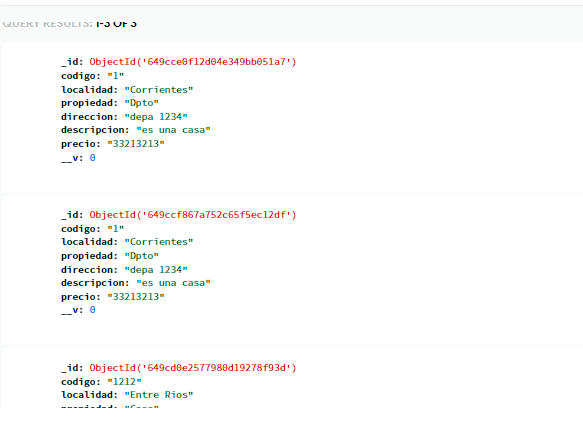 QUERY RESULTS: 1-3 OF 3
_id: ObjectId('649cce0f12d04e349bb051a7')
codigo: "1"
localidad: "Corrientes"
propiedad: "Dpto"
direccion: "depa 1234"
descripcion: "es una casa"
precio: "33213213"
__v: 0
_id: ObjectId('649ccf867a752c65f5ec12df')
codigo: "1"
localidad: "Corrientes"
propiedad: "Dpto"
direccion: "depa 1234"
descripcion: "es una casa"
precio: "33213213"
__v: 0
_id: ObjectId('649cd0e2577980d19278f93d')
codigo: "1212"
localidad: "Entre Rios"
propiedad: "Casa"